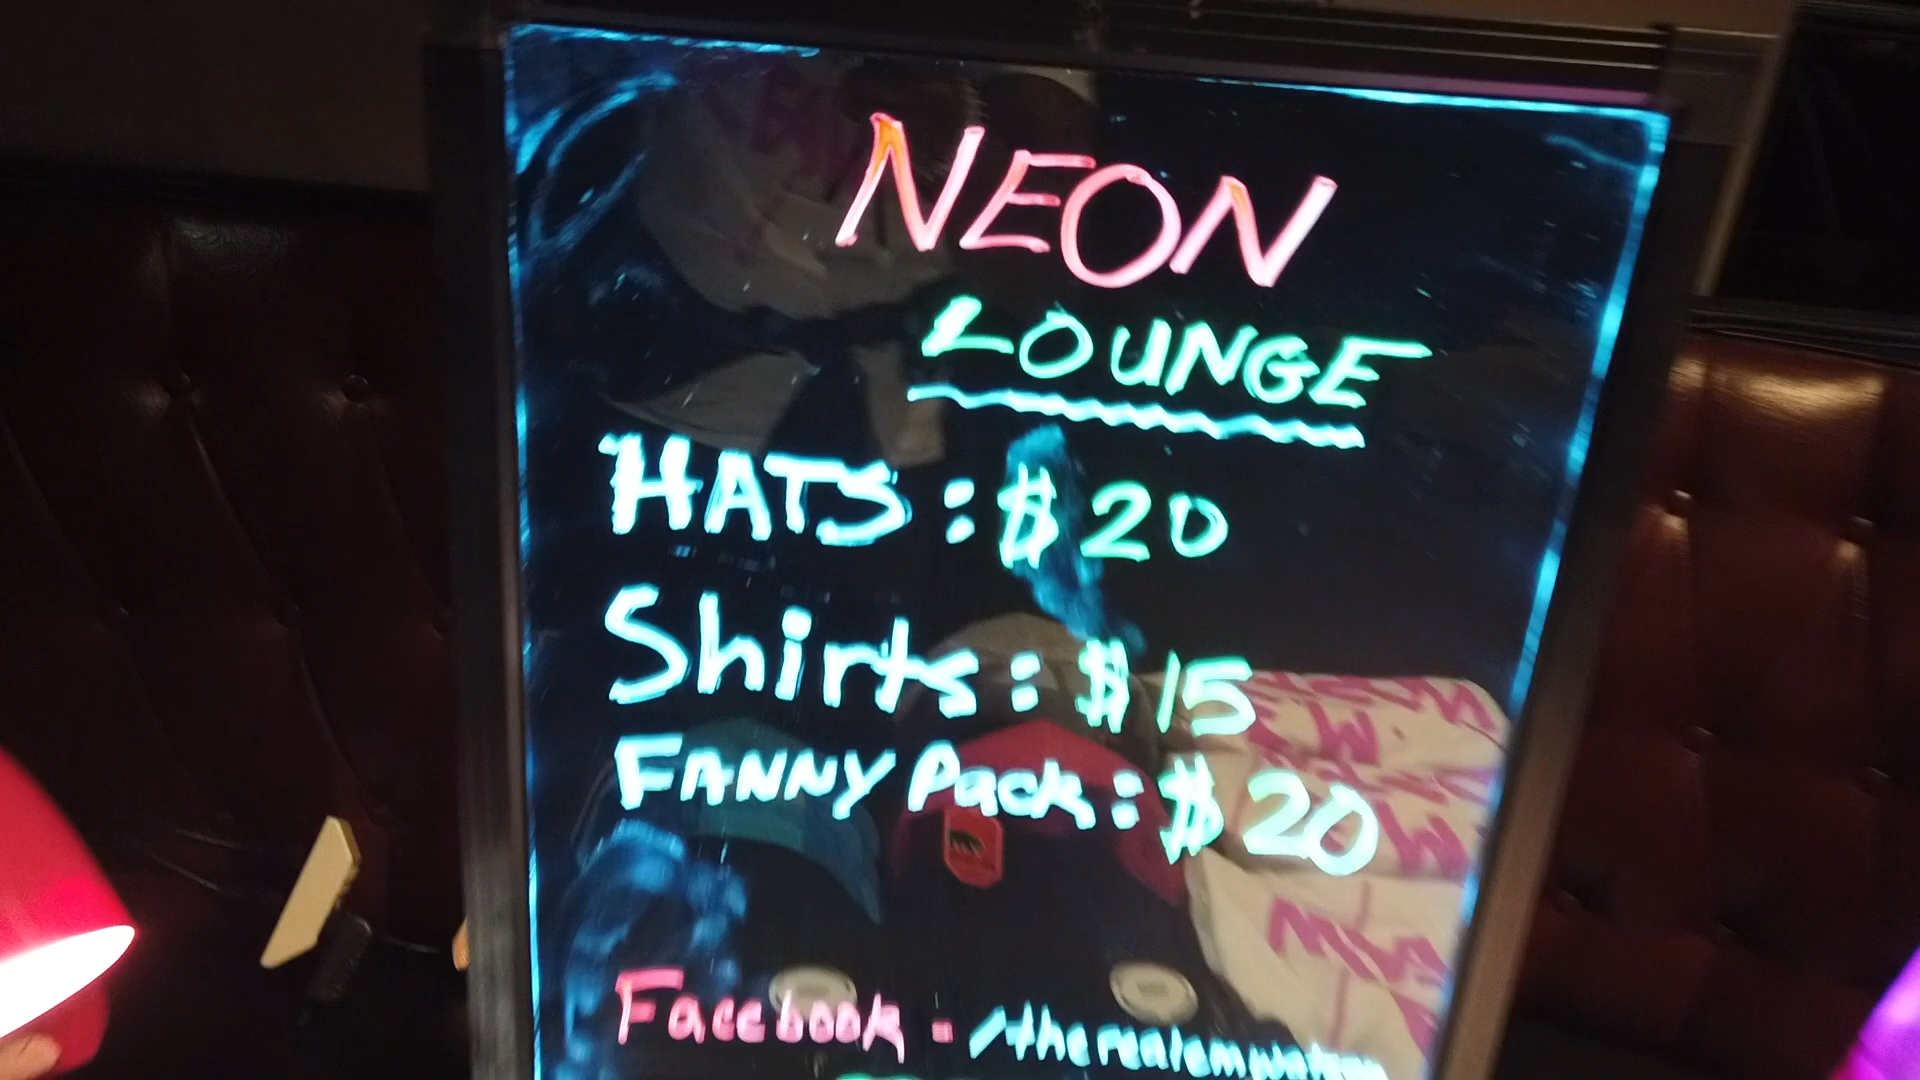 NEON
LOUNGE
HATS: $20
Shirts: $15
FANNY Pack: $20
Facebook -